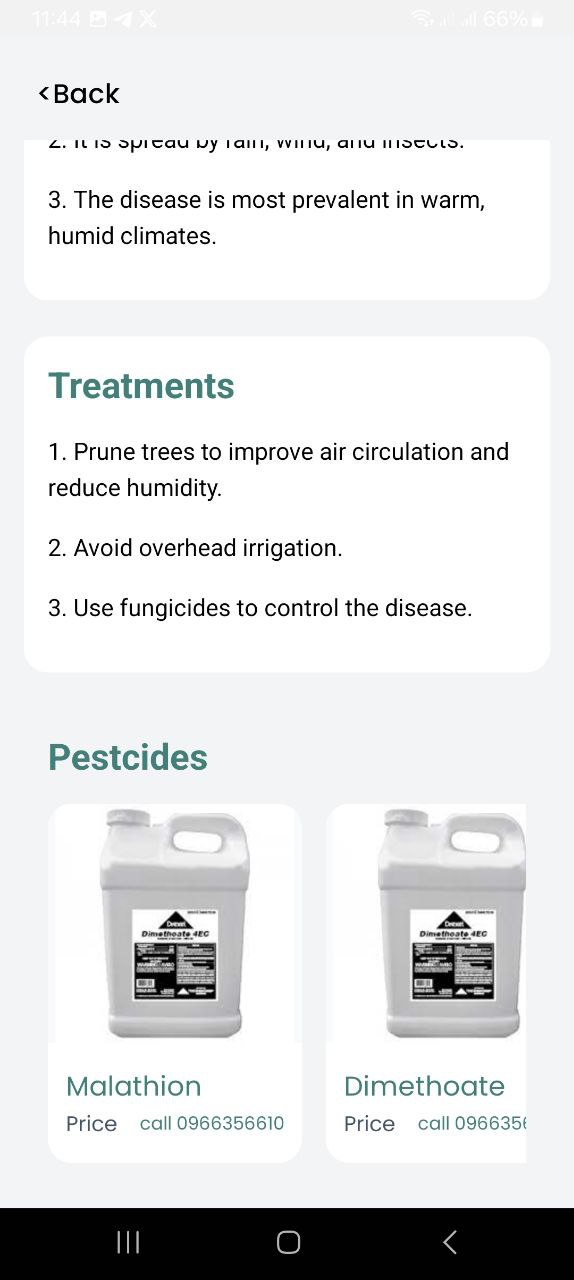 11:44
66%
<Back
2. It is spread by rain, wind, and insects.
3. The disease is most prevalent in warm,
humid climates.
Treatments
1. Prune trees to improve air circulation and
reduce humidity.
2. Avoid overhead irrigation.
3. Use fungicides to control the disease.
Pestcides
Drexel
Dimethoate 4EC
Drexel
Dimethoate 4EC
Malathion
Price call 0966356610
Dimethoate
Price call 096635